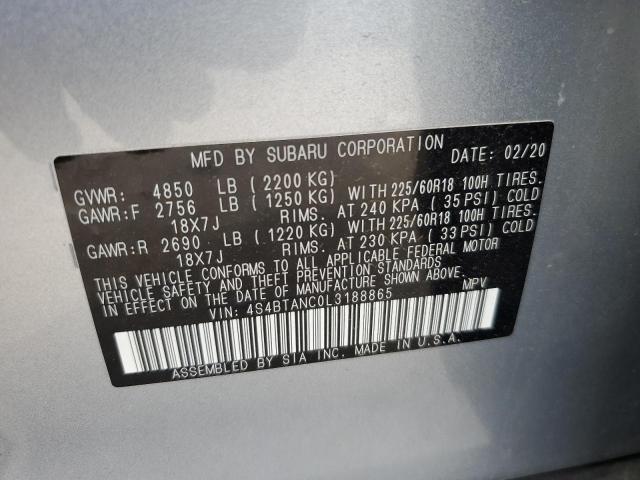 MFD BY SUBARU CORPORATION DATE: 02/20
GVWR: 4850 LB (2200 KG)
GAWR:F 2756 LB (1250 KG) WITH 225/60R18 100H TIRES.
18X7J RIMS. AT 240 KPA (35 PSI) COLD
GAWR:R 2690 LB (1220 KG) WITH 225/60R18 100H TIRES.
18X7J RIMS. AT 230 KPA (33 PSI) COLD
THIS VEHICLE CONFORMS TO ALL APPLICABLE FEDERAL MOTOR
VEHICLE SAFETY, BUMPER, AND THEFT PREVENTION STANDARDS
IN EFFECT ON THE DATE OF MANUFACTURE SHOWN ABOVE.
VIN: 4S4BTANC0L3188865 MPV
ASSEMBLED BY SIA INC. MADE IN U.S.A.